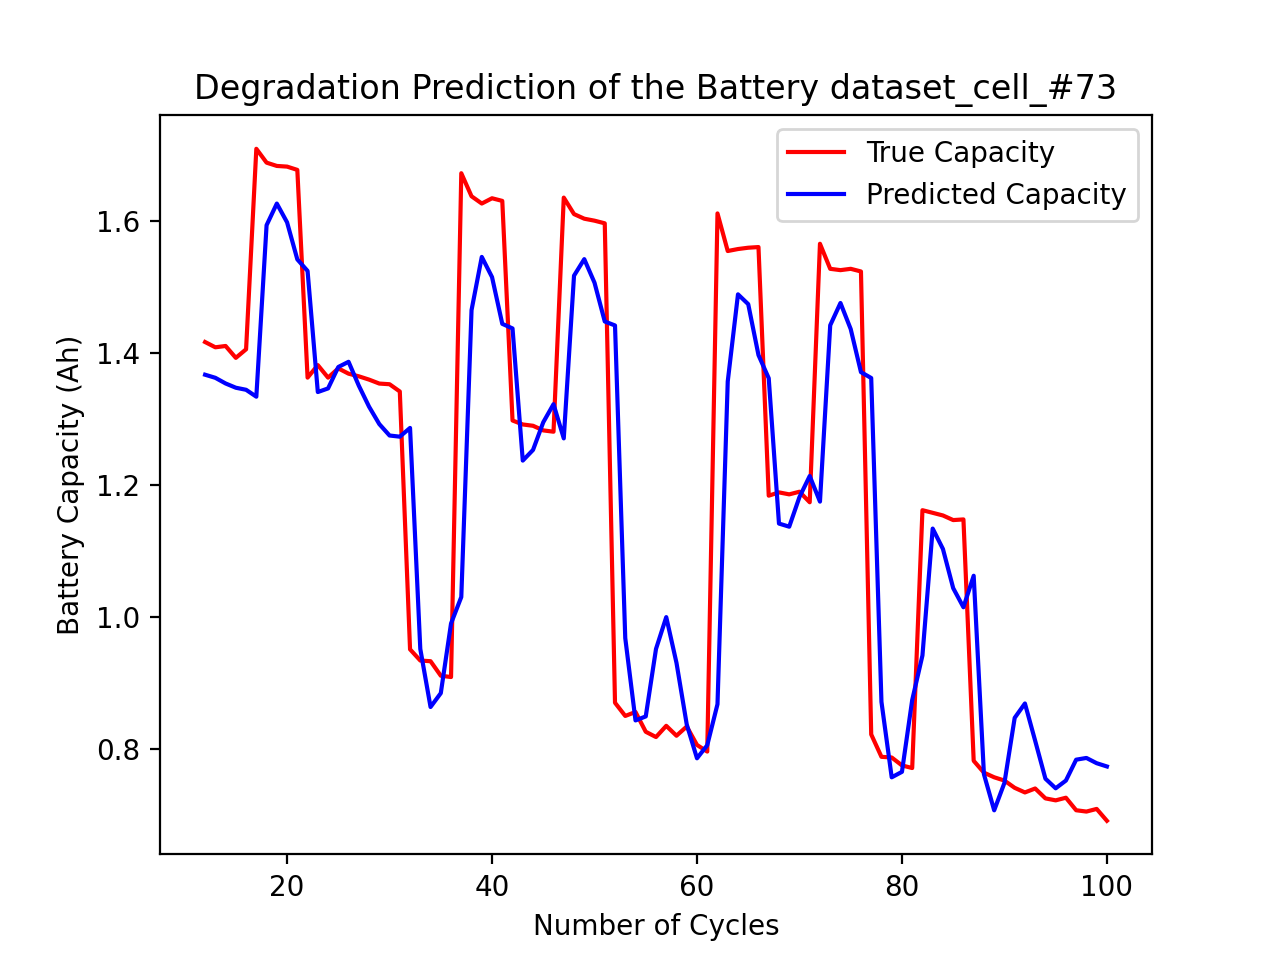 Degradation Prediction of the Battery dataset_cell_#73
True Capacity
Predicted Capacity
Battery Capacity (Ah)
1.6
1.4
1.2
1.0
0.8
20 40 60 80 100
Number of Cycles